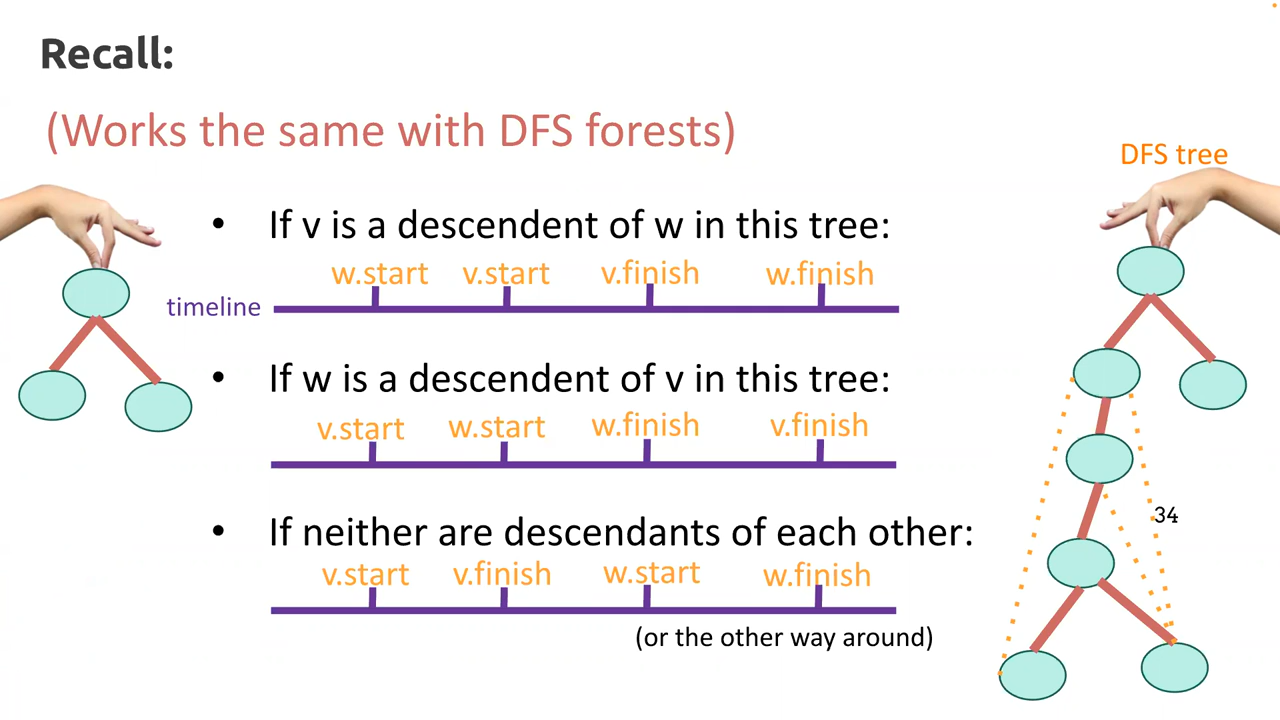 Recall:
(Works the same with DFS forests)
DFS tree
• If v is a descendent of w in this tree:
w.start v.start v.finish w.finish
timeline
• If w is a descendent of v in this tree:
v.start w.start w.finish v.finish
34
• If neither are descendants of each other:
v.start v.finish w.start w.finish
(or the other way around)